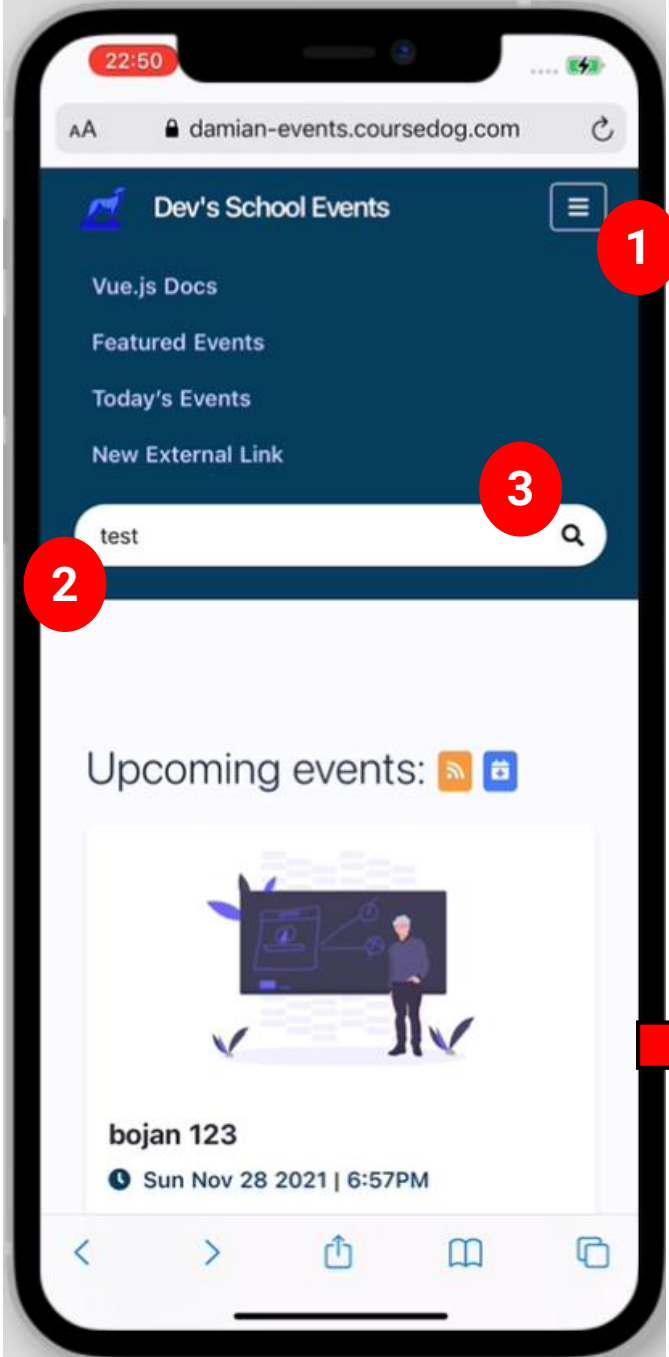 22:50
AA damian-events.coursedog.com
Dev's School Events
1
Vue.js Docs
Featured Events
Today's Events
New External Link
3
test
2
Upcoming events:
bojan 123
Sun Nov 28 2021 | 6:57PM